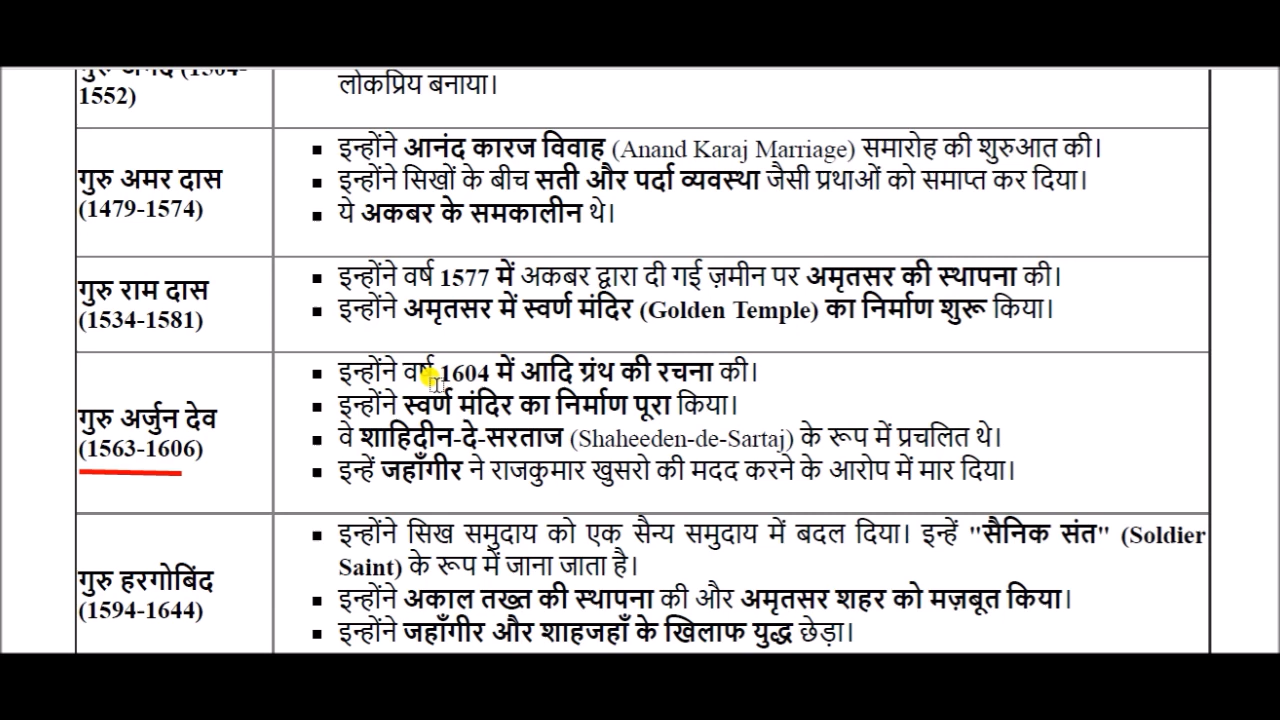 1552)
लोकप्रिय बनाया।
गुरु अमर दास
(1479-1574)
▪ इन्होंने आनंद कारज विवाह (Anand Karaj Marriage) समारोह की शुरुआत की।
▪ इन्होंने सिखों के बीच सती और पर्दा व्यवस्था जैसी प्रथाओं को समाप्त कर दिया।
▪ ये अकबर के समकालीन थे।
गुरु राम दास
(1534-1581)
▪ इन्होंने वर्ष 1577 में अकबर द्वारा दी गई ज़मीन पर अमृतसर की स्थापना की।
▪ इन्होंने अमृतसर में स्वर्ण मंदिर (Golden Temple) का निर्माण शुरू किया।
गुरु अर्जुन देव
(1563-1606)
▪ इन्होंने वर्ष 1604 में आदि ग्रंथ की रचना की।
▪ इन्होंने स्वर्ण मंदिर का निर्माण पूरा किया।
▪ वे शाहिदीन-दे-सरताज (Shaheeden-de-Sartaj) के रूप में प्रचलित थे।
▪ इन्हें जहाँगीर ने राजकुमार खुसरो की मदद करने के आरोप में मार दिया।
गुरु हरगोबिंद
(1594-1644)
▪ इन्होंने सिख समुदाय को एक सैन्य समुदाय में बदल दिया। इन्हें "सैनिक संत" (Soldier
Saint) के रूप में जाना जाता है।
▪ इन्होंने अकाल तख्त की स्थापना की और अमृतसर शहर को मज़बूत किया।
▪ इन्होंने जहाँगीर और शाहजहाँ के खिलाफ युद्ध छेड़ा।